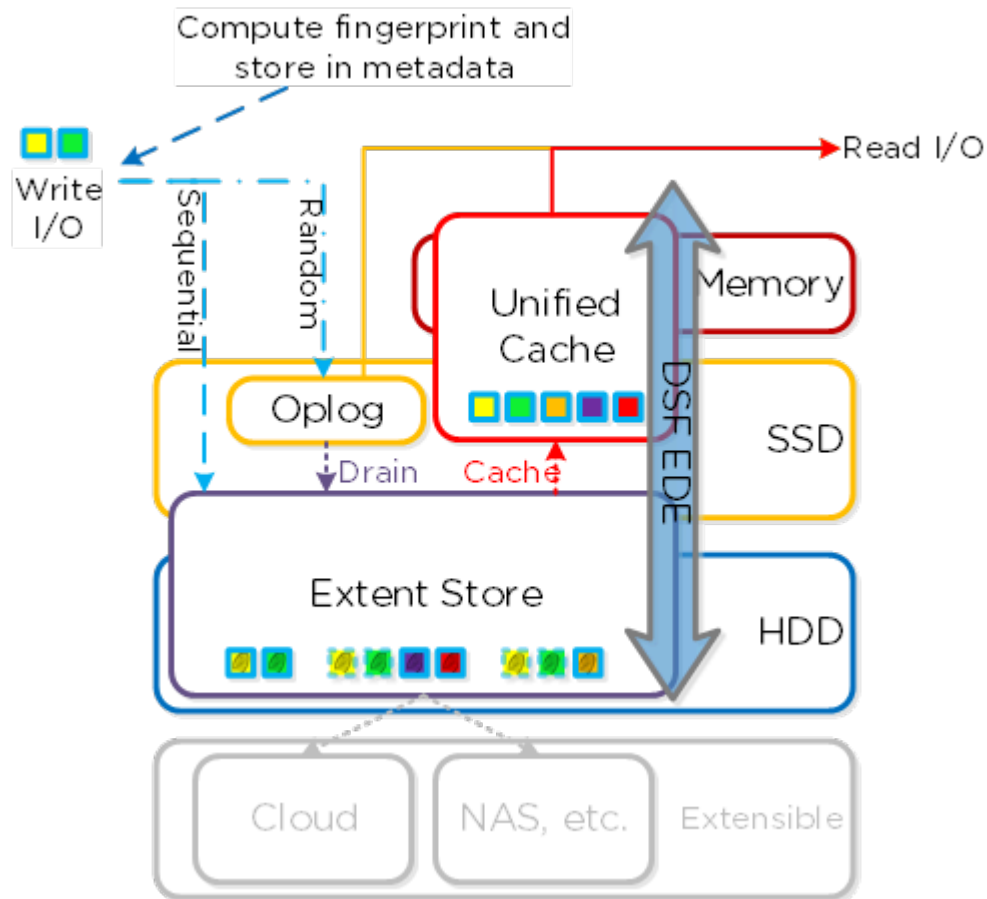 Compute fingerprint and
store in metadata
Read I/O
Write
I/O
Sequential
Random
Memory
Unified
Cache
DSF EDE
Oplog
SSD
Drain
Cache
Extent Store
HDD
Cloud
NAS, etc.
Extensible